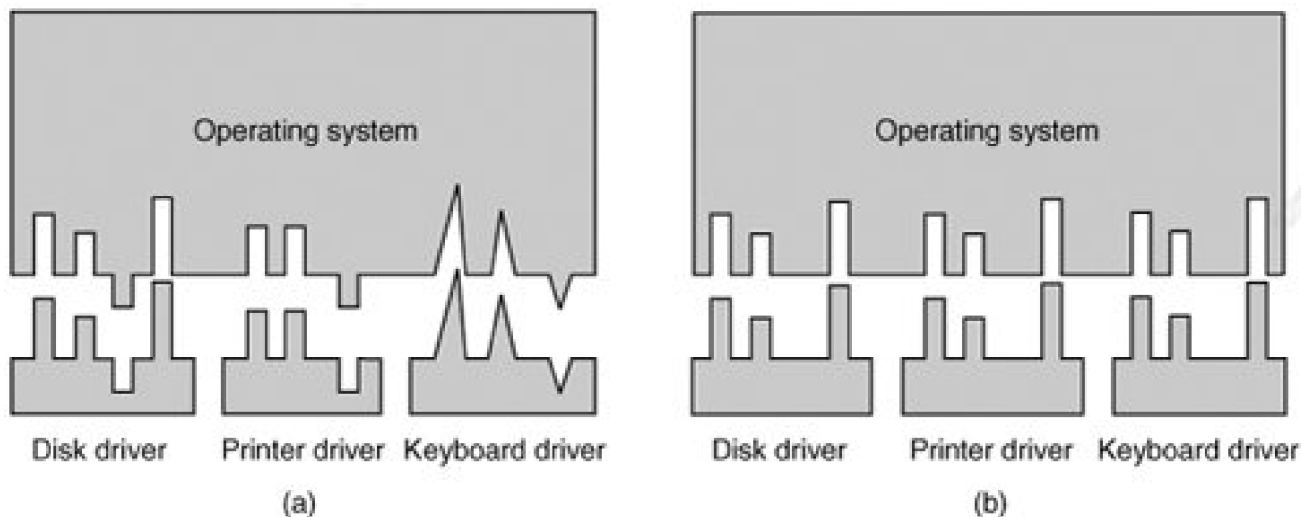 Operating system
Disk driver
Printer driver
Keyboard driver
(a)
Operating system
Disk driver
Printer driver
Keyboard driver
(b)